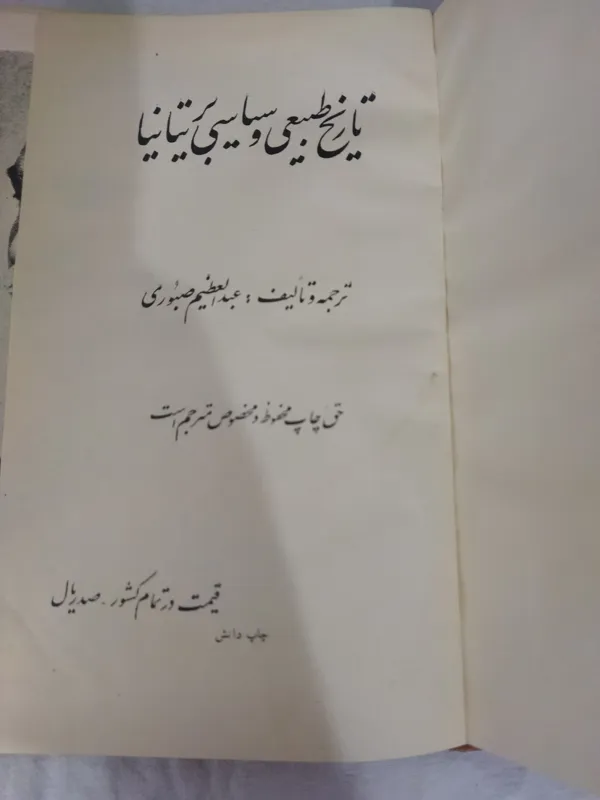 تاریخ طبیعی و سیاسی بریتانیا
ترجمه و تألیف : عبدالعظیم صبوری
حق چاپ محفوظ و مخصوص مترجم است
قیمت در تمام کشور . صد ریال
چاپ دانش